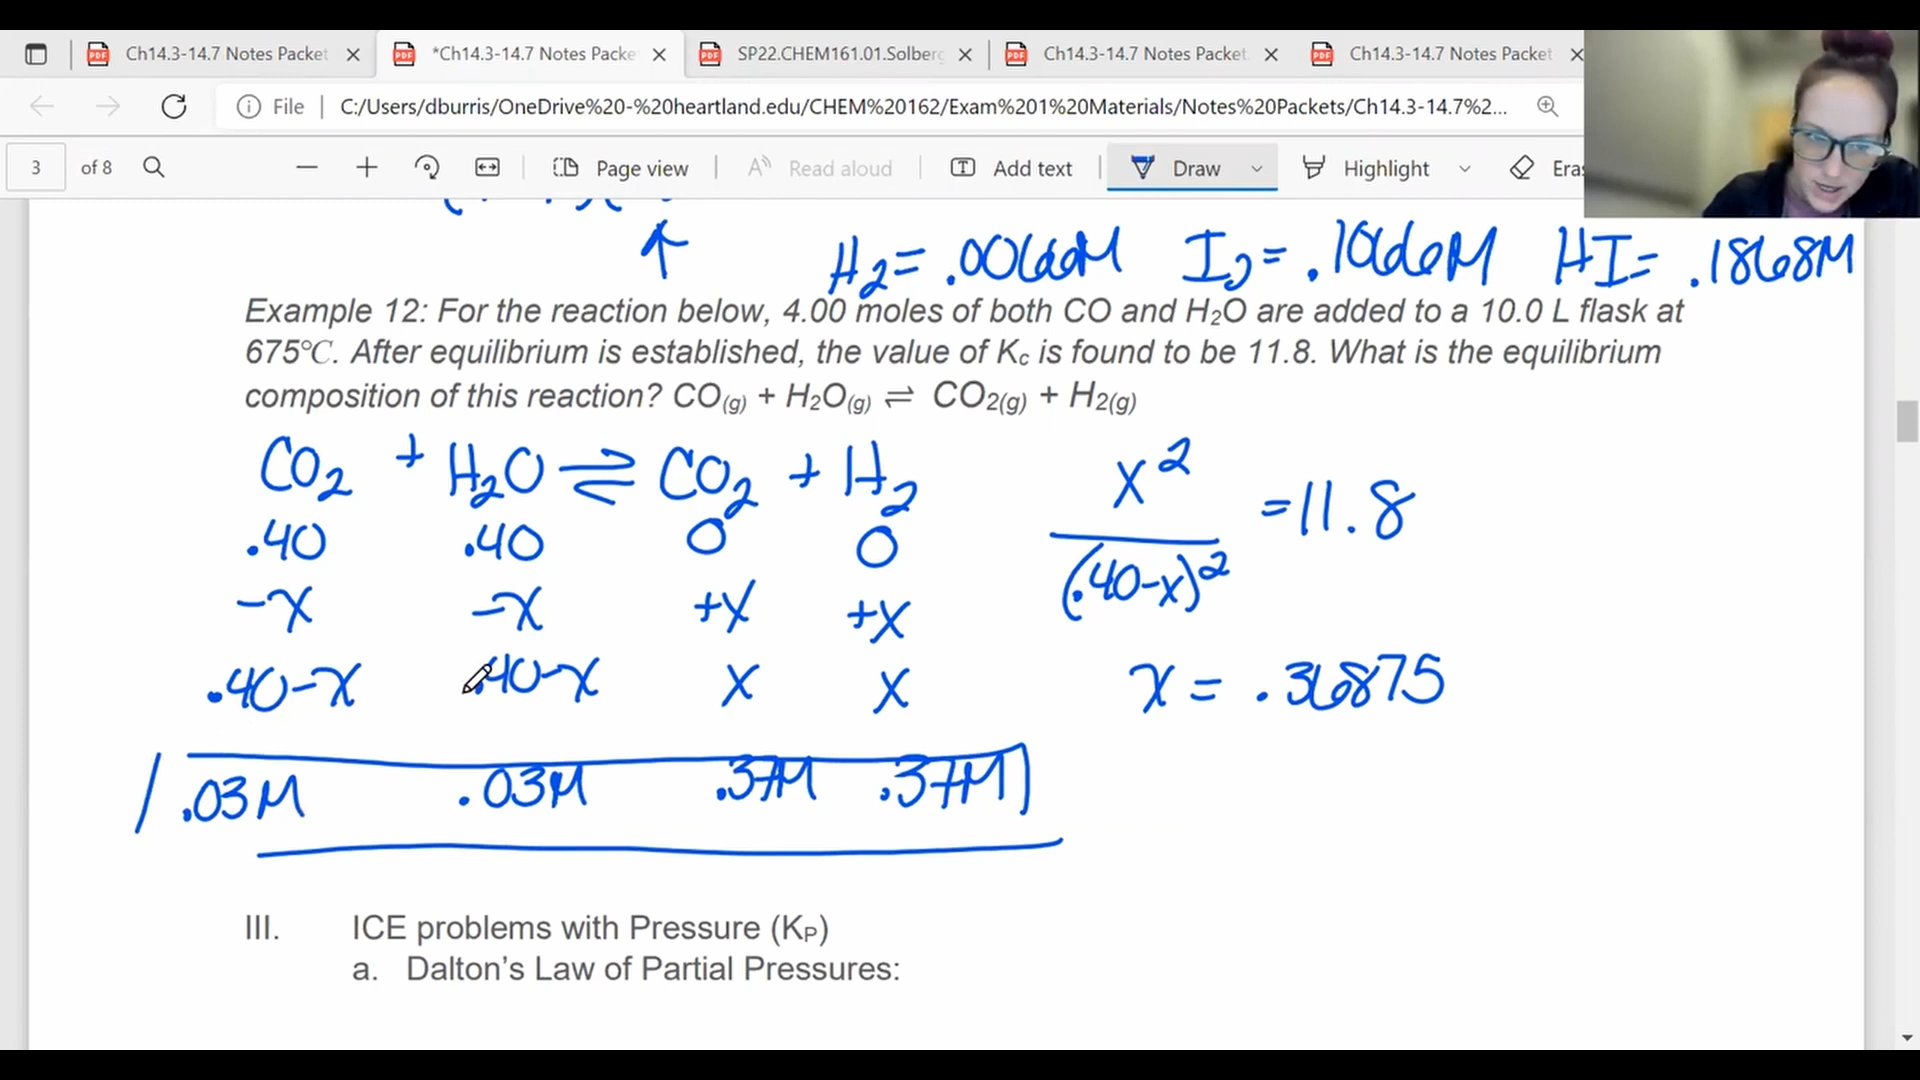 Ch14.3-14.7 Notes Packet
*Ch14.3-14.7 Notes Packe
SP22.CHEM161.01.Solberg
Ch14.3-14.7 Notes Packet
Ch14.3-14.7 Notes Packet
File | C:/Users/dburris/OneDrive%20-%20heartland.edu/CHEM%20162/Exam%201%20Materials/Notes%20Packets/Ch14.3-14.7%2...
3 of 8 Page view Read aloud Add text Draw Highlight Eras
H₂= .00660M I₂= .1066M HI= .1868M
Example 12: For the reaction below, 4.00 moles of both CO and H₂O are added to a 10.0 L flask at
675°C. After equilibrium is established, the value of Kc is found to be 11.8. What is the equilibrium
composition of this reaction? CO(g) + H₂O(g) ⇌ CO2(g) + H2(g)
CO₂ + H₂O ⇌ CO₂ + H₂
.40 .40 0 0
-x -x +x +x
.40-x .40-x x x
.03M .03M .37M .37M
x² / (.40-x)² = 11.8
x = .36875
III. ICE problems with Pressure (KP)
a. Dalton's Law of Partial Pressures: